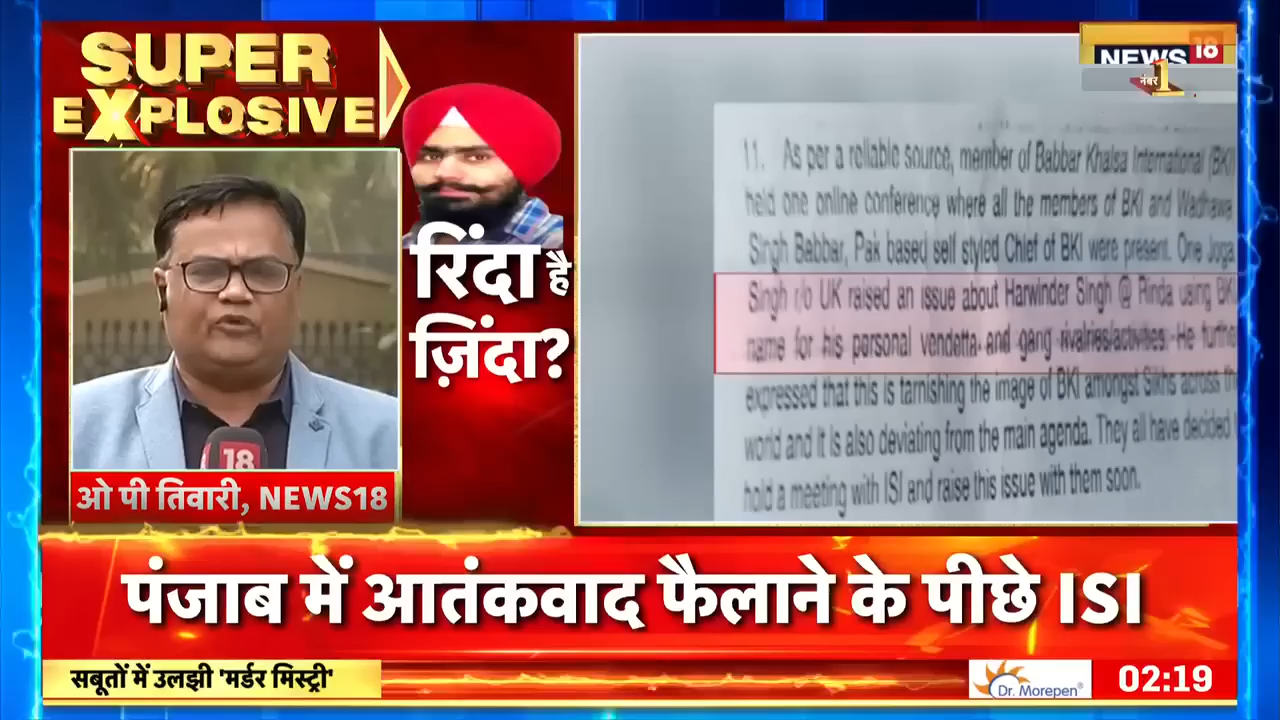 SUPER
EXPLOSIVE
NEWS 18
नंबर 1
रिंदा है
ज़िंदा?
11. As per a reliable source, member of Babbar Khalsa International (BKI)
held one online conference where all the members of BKI and Wadhawa
Singh Babbar, Pak based self styled Chief of BKI were present. One Joga
Singh r/o UK raised an issue about Harwinder Singh @ Rinda using BKI
name for his personal vendetta and gang rivalries/activities. He further
expressed that this is tarnishing the image of BKI amongst Sikhs across the
world and it is also deviating from the main agenda. They all have decided
hold a meeting with ISI and raise this issue with them soon.
18
ओ पी तिवारी, NEWS18
पंजाब में आतंकवाद फैलाने के पीछे ISI
सबूतों में उलझी 'मर्डर मिस्ट्री'
Dr. Morepen
02:19